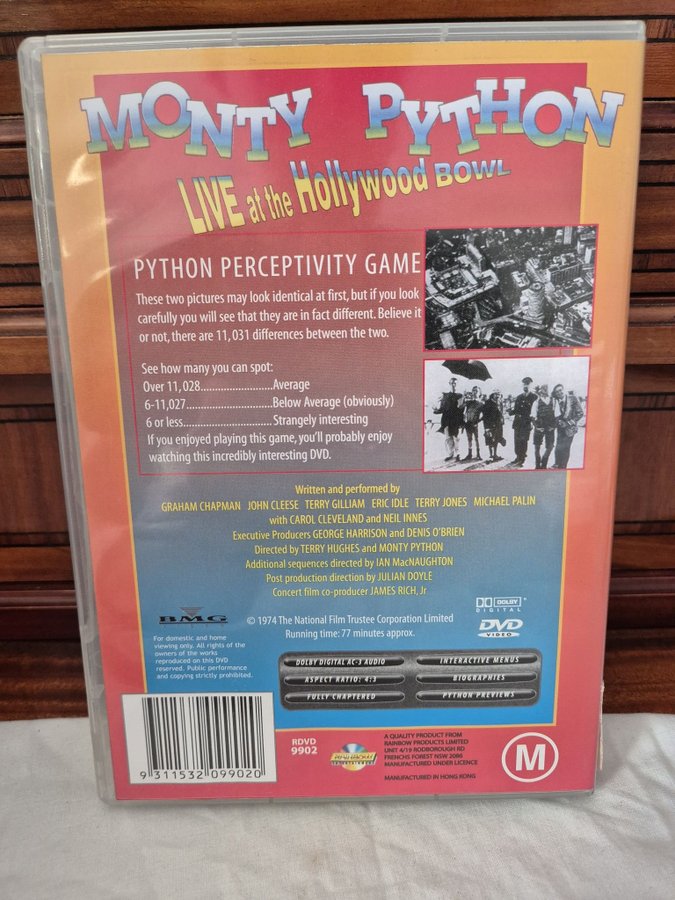 MONTY PYTHON
LIVE at the Hollywood BOWL
PYTHON PERCEPTIVITY GAME
These two pictures may look identical at first, but if you look
carefully you will see that they are in fact different. Believe it
or not, there are 11,031 differences between the two.
See how many you can spot:
Over 11,028........................Average
6-11,027............................Below Average (obviously)
6 or less............................Strangely interesting
If you enjoyed playing this game, you'll probably enjoy
watching this incredibly interesting DVD.
Written and performed by
GRAHAM CHAPMAN JOHN CLEESE TERRY GILLIAM ERIC IDLE TERRY JONES MICHAEL PALIN
with CAROL CLEVELAND and NEIL INNES
Executive Producers GEORGE HARRISON and DENIS O'BRIEN
Directed by TERRY HUGHES and MONTY PYTHON
Additional sequences directed by IAN MacNAUGHTON
Post production direction by JULIAN DOYLE
Concert film co-producer JAMES RICH, Jr
BMG
© 1974 The National Film Trustee Corporation Limited
Running time: 77 minutes approx.
DOLBY
DIGITAL
DVD
VIDEO
For domestic and home
viewing only. All rights of the
owners of the works
reproduced on this DVD
reserved. Public performance
and copying strictly prohibited.
DOLBY DIGITAL AC-3 AUDIO
INTERACTIVE MENUS
ASPECT RATIO: 4:3
BIOGRAPHIES
FULLY CHAPTERED
PYTHON PREVIEWS
9 311532 099020
RDVD
9902
RAINBOW
A QUALITY PRODUCT FROM
RAINBOW PRODUCTS LIMITED
UNIT 4/19 RODBOROUGH RD
FRENCHS FOREST NSW 2086
MANUFACTURED UNDER LICENCE
MANUFACTURED IN HONG KONG
M